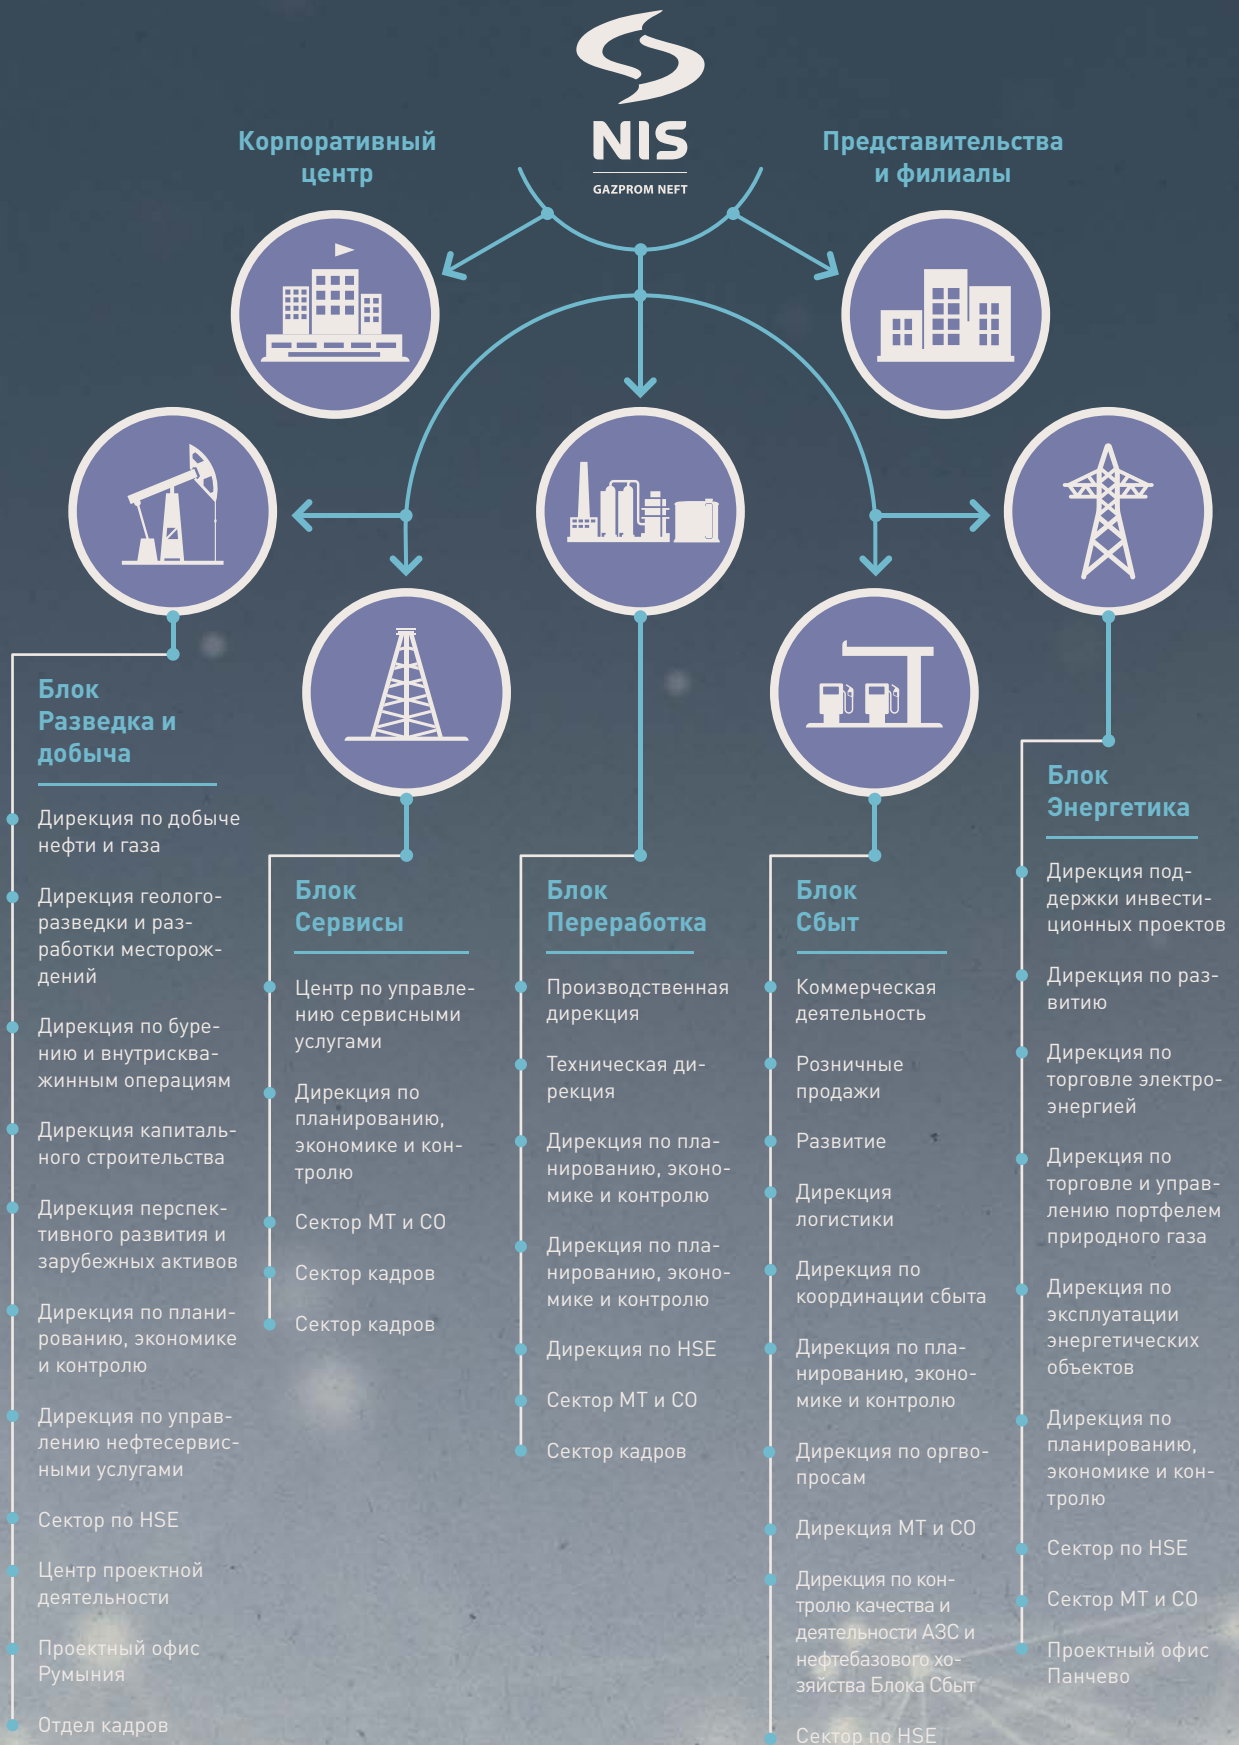 NIS
GAZPROM NEFT
Корпоративный
центр
Представительства
и филиалы
Блок
Разведка и
добыча
Дирекция по добыче
нефти и газа
Дирекция геолого-
разведки и раз-
работки месторож-
дений
Дирекция по буре-
нию и внутрисква-
жинным операциям
Дирекция капиталь-
ного строительства
Дирекция перспек-
тивного развития и
зарубежных активов
Дирекция по плани-
рованию, экономике
и контролю
Дирекция по управ-
лению нефтесервис-
ными услугами
Сектор по HSE
Центр проектной
деятельности
Проектный офис
Румыния
Отдел кадров
Блок
Сервисы
Центр по управле-
нию сервисными
услугами
Дирекция по
планированию,
экономике и кон-
тролю
Сектор МТ и СО
Сектор кадров
Сектор кадров
Блок
Переработка
Производственная
дирекция
Техническая ди-
рекция
Дирекция по пла-
нированию, эконо-
мике и контролю
Дирекция по пла-
нированию, эконо-
мике и контролю
Дирекция по HSE
Сектор МТ и СО
Сектор кадров
Блок
Сбыт
Коммерческая
деятельность
Розничные
продажи
Развитие
Дирекция
логистики
Дирекция по
координации сбыта
Дирекция по пла-
нированию, эконо-
мике и контролю
Дирекция по оргво-
просам
Дирекция МТ и СО
Дирекция по кон-
тролю качества и
деятельности АЗС и
нефтебазового хо-
зяйства Блока Сбыт
Сектор по HSE
Блок
Энергетика
Дирекция под-
держки инвести-
ционных проектов
Дирекция по раз-
витию
Дирекция по
торговле электро-
энергией
Дирекция по
торговле и управ-
лению портфелем
природного газа
Дирекция по
эксплуатации
энергетических
объектов
Дирекция по
планированию,
экономике и кон-
тролю
Сектор по HSE
Сектор МТ и СО
Проектный офис
Панчево